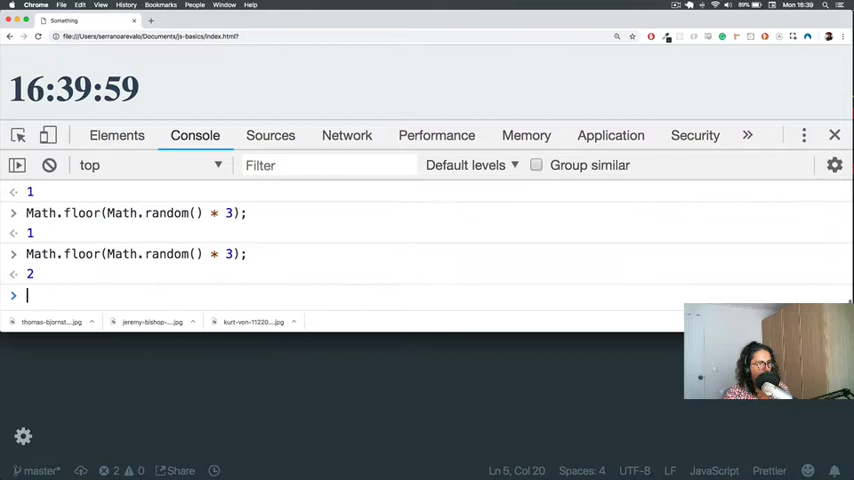 Chrome File Edit View History Bookmarks People Window Help
89% Mon 16:39
Something
file:///Users/serranoarevalo/Documents/js-basics/index.html?
16:39:59
Elements Console Sources Network Performance Memory Application Security
top Filter Default levels Group similar
1
Math.floor(Math.random() * 3);
1
Math.floor(Math.random() * 3);
2
thomas-bjornst....jpg jeremy-bishop-....jpg kurt-von-11220....jpg
master* 2 0 Share Ln 5, Col 20 Spaces: 4 UTF-8 LF JavaScript Prettier